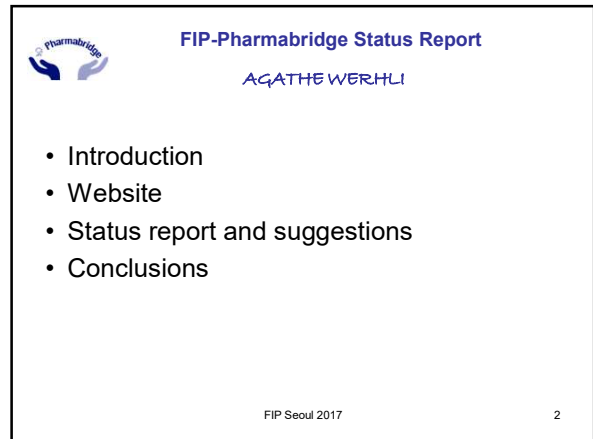 Pharmabridge
FIP-Pharmabridge Status Report
AGATHE WERHLI
• Introduction
• Website
• Status report and suggestions
• Conclusions
FIP Seoul 2017
2